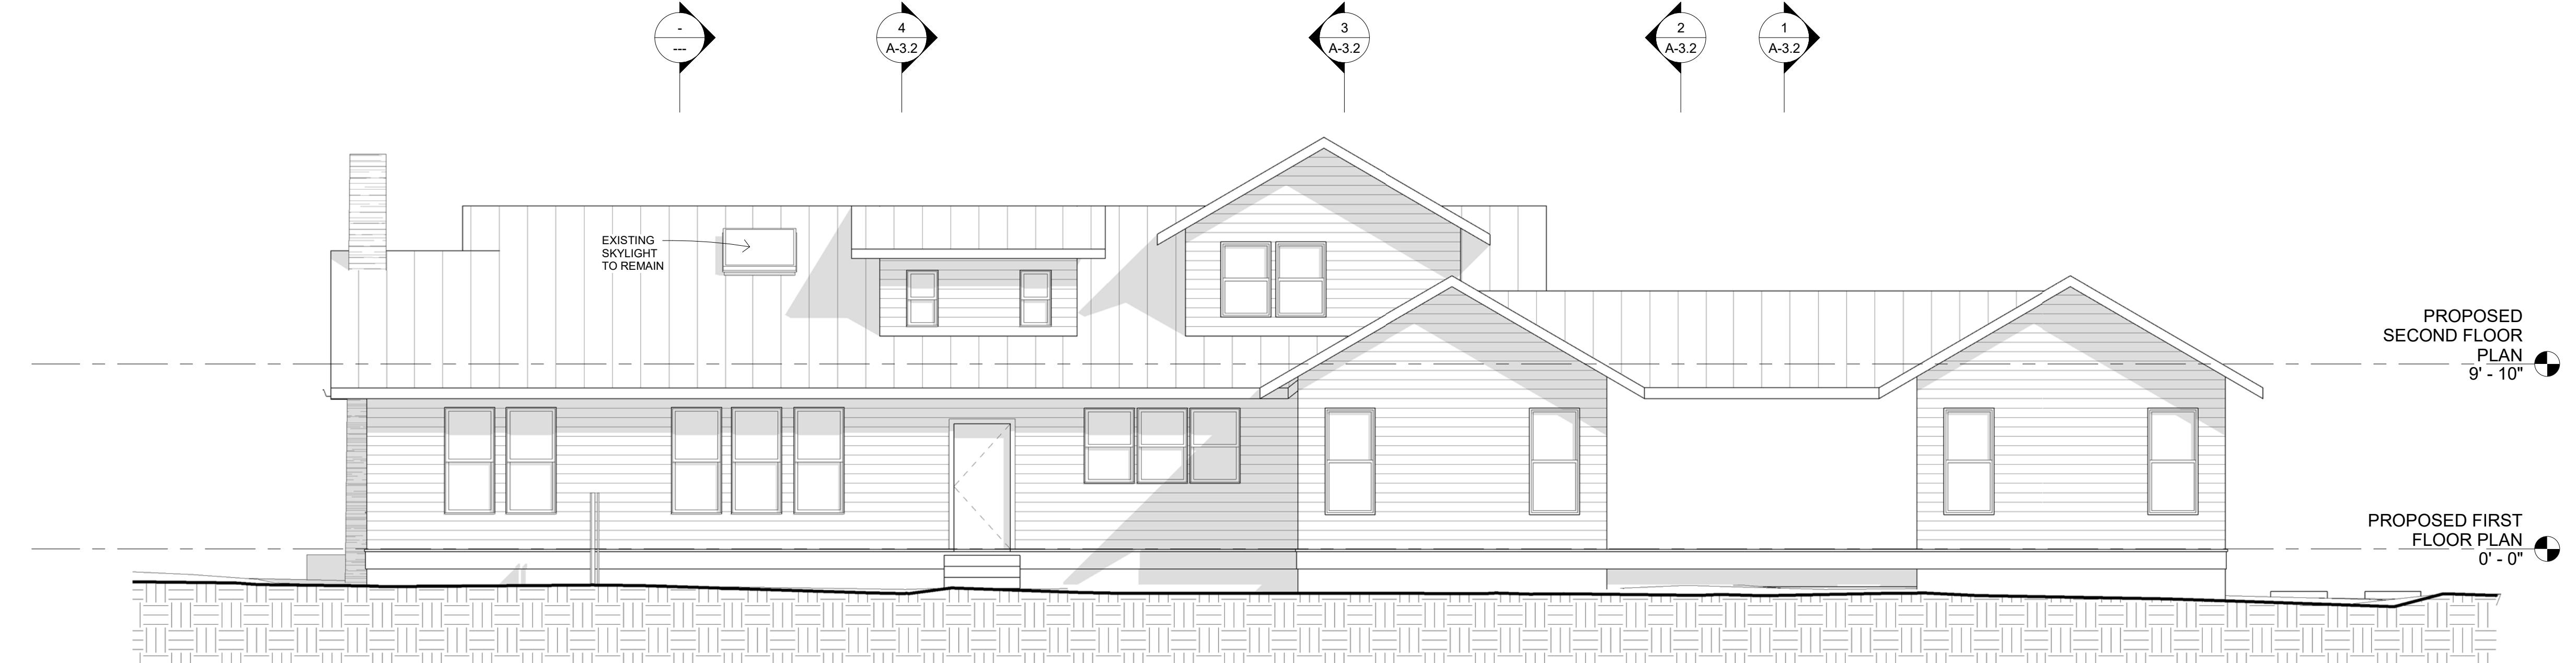 -
---
4
A-3.2
3
A-3.2
2
A-3.2
1
A-3.2
EXISTING
SKYLIGHT
TO REMAIN
PROPOSED
SECOND FLOOR
PLAN
9' - 10"
PROPOSED FIRST
FLOOR PLAN
0' - 0"